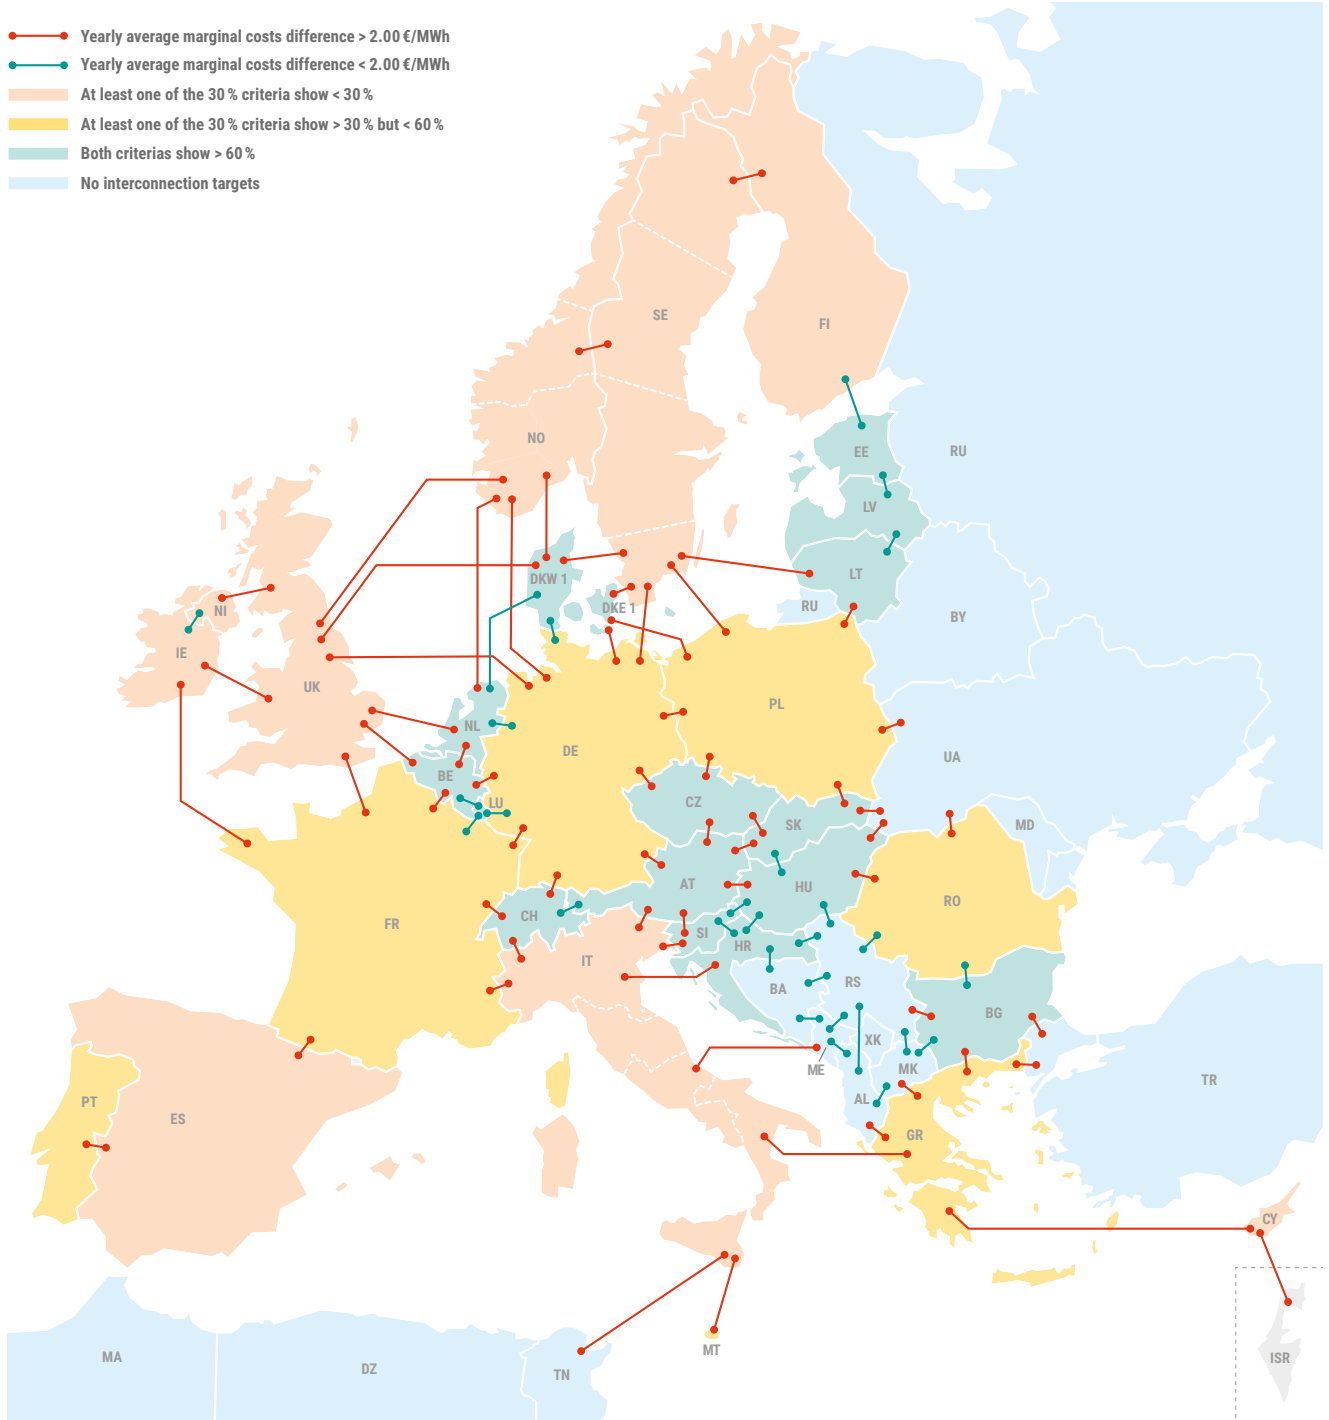 Yearly average marginal costs difference > 2.00 €/MWh
Yearly average marginal costs difference < 2.00 €/MWh
At least one of the 30 % criteria show < 30 %
At least one of the 30 % criteria show > 30 % but < 60 %
Both criterias show > 60 %
No interconnection targets
SE
FI
NO
EE
RU
LV
LT
DKW 1
DKE 1
RU
NI
BY
IE
UK
PL
NL
DE
UA
BE
LU
CZ
SK
MD
AT
HU
RO
CH
FR
SI
HR
IT
RS
BA
BG
XK
ME
MK
TR
AL
PT
ES
GR
CY
MT
MA
DZ
TN
ISR